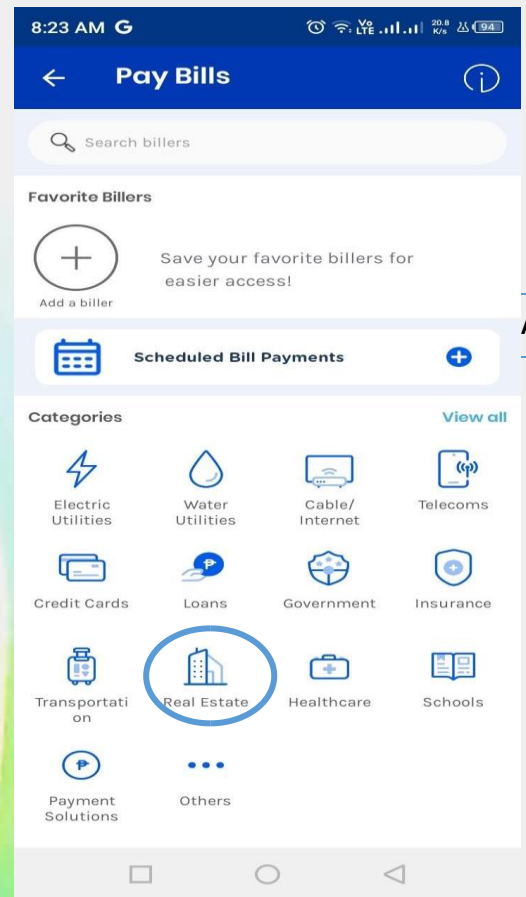 8:23 AM G
Vo LTE 20.8 K/s 94
Pay Bills
Search billers
Favorite Billers
Save your favorite billers for
easier access!
Add a biller
A
Scheduled Bill Payments
Categories View all
Electric Utilities
Water Utilities
Cable/ Internet
Telecoms
Credit Cards
Loans
Government
Insurance
Transportati on
Real Estate
Healthcare
Schools
Payment Solutions
Others